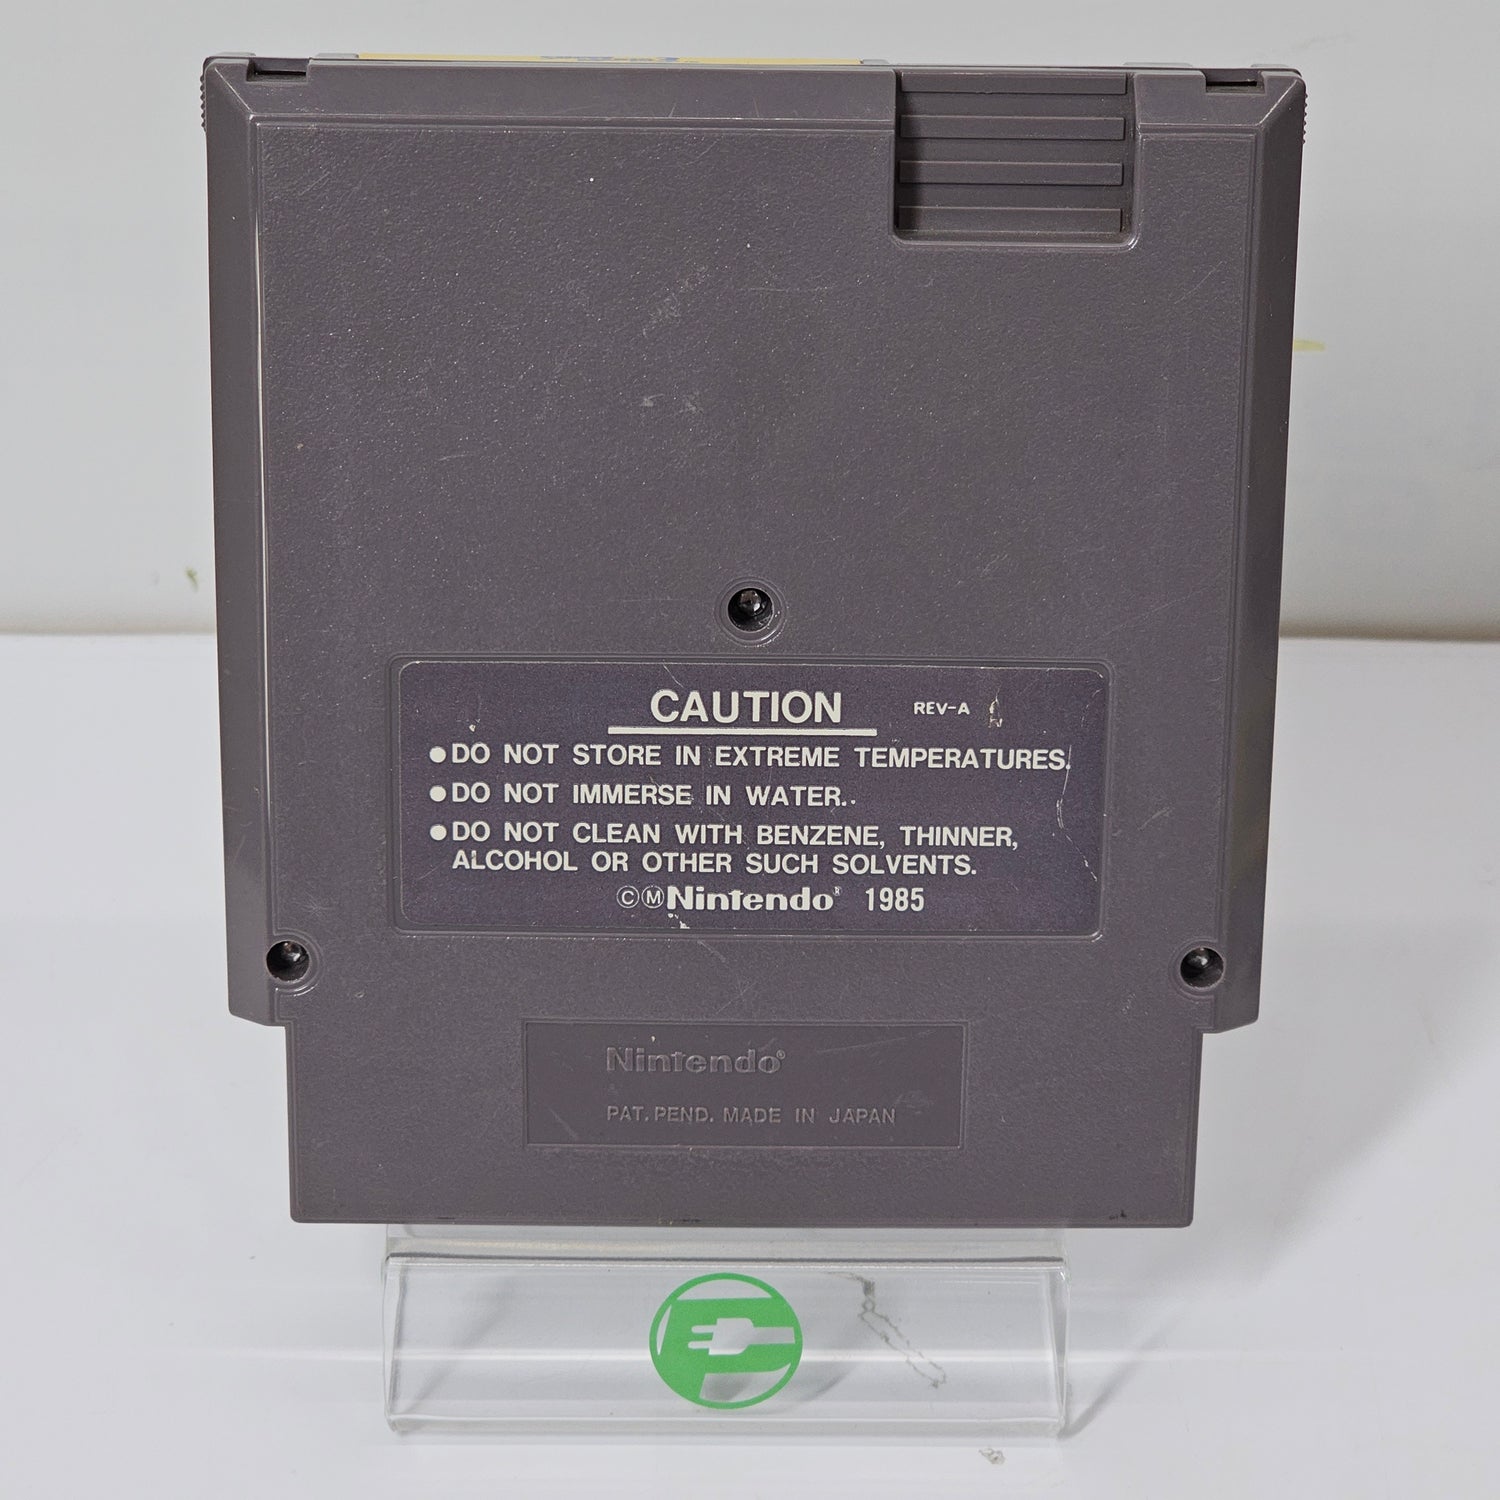 CAUTION REV-A
●DO NOT STORE IN EXTREME TEMPERATURES.
●DO NOT IMMERSE IN WATER.
●DO NOT CLEAN WITH BENZENE, THINNER,
ALCOHOL OR OTHER SUCH SOLVENTS.
ⒸⓂNintendo® 1985
Nintendo®
PAT. PEND. MADE IN JAPAN